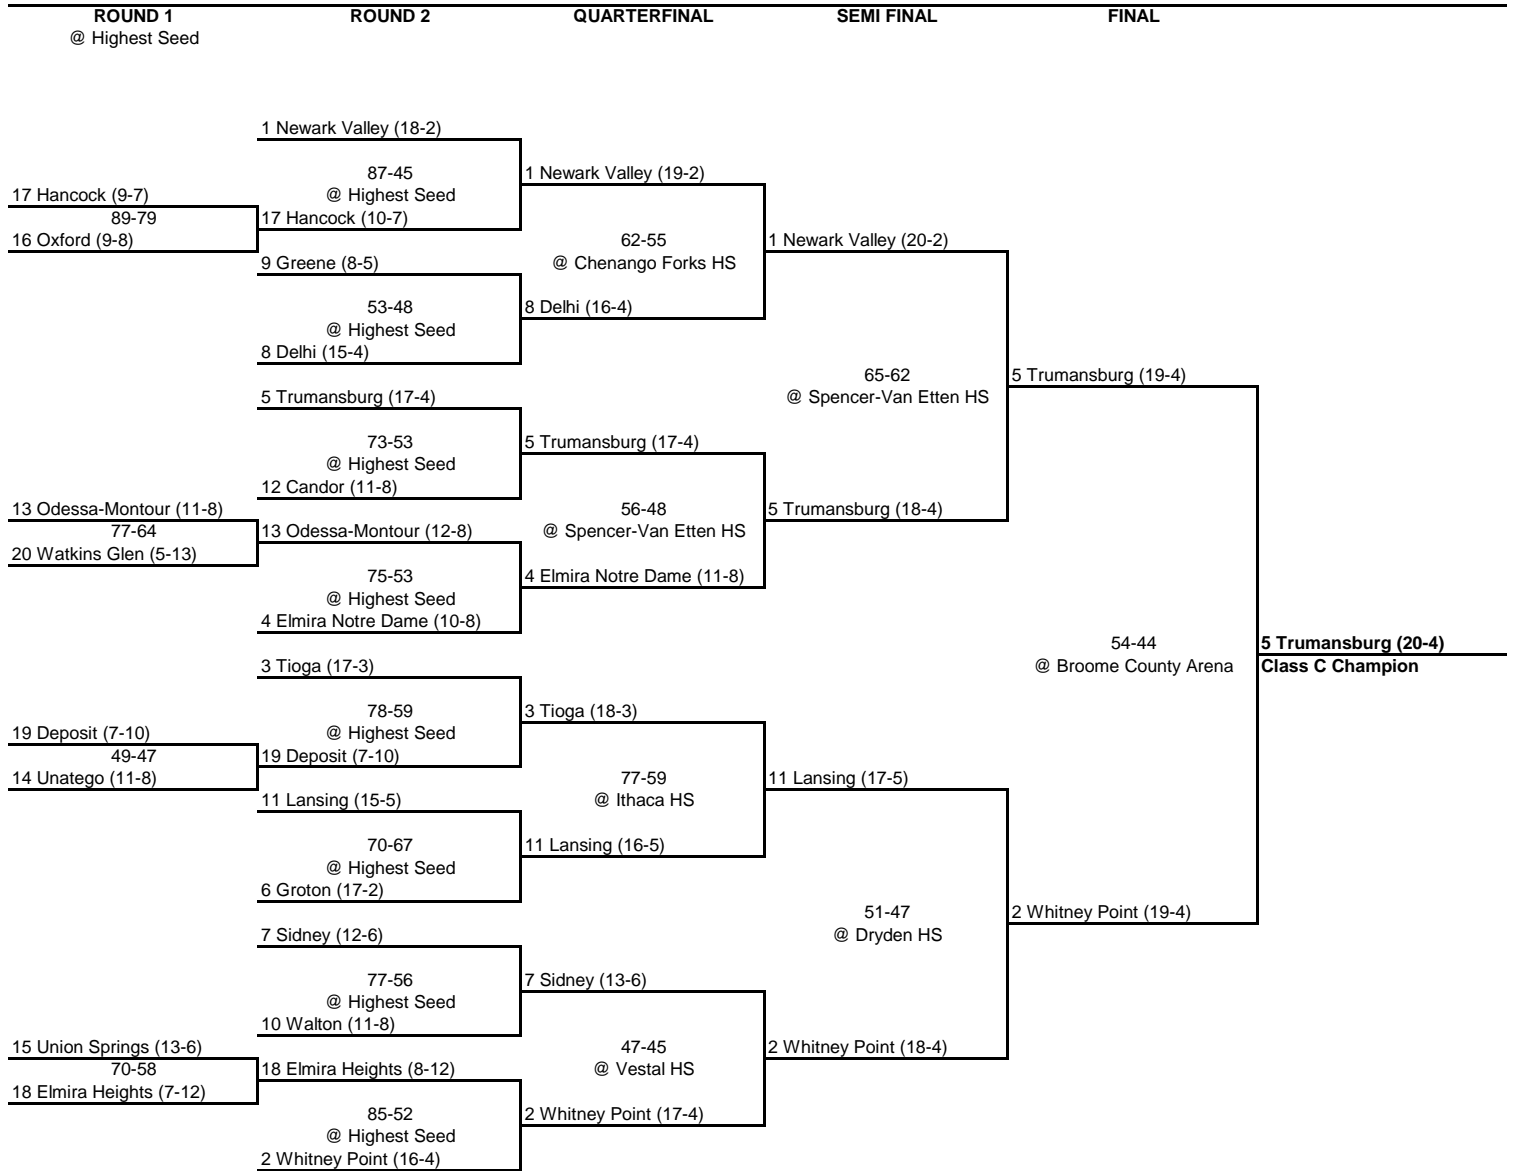 ROUND 1 ROUND 2 QUARTERFINAL SEMI FINAL FINAL
@ Highest Seed
1 Newark Valley (18-2)
87-45 1 Newark Valley (19-2)
17 Hancock (9-7) @ Highest Seed
89-79 17 Hancock (10-7)
16 Oxford (9-8) 62-55 1 Newark Valley (20-2)
9 Greene (8-5) @ Chenango Forks HS
53-48 8 Delhi (16-4)
@ Highest Seed
8 Delhi (15-4)
65-62 5 Trumansburg (19-4)
5 Trumansburg (17-4) @ Spencer-Van Etten HS
73-53 5 Trumansburg (17-4)
@ Highest Seed
12 Candor (11-8)
13 Odessa-Montour (11-8) 56-48 5 Trumansburg (18-4)
77-64 13 Odessa-Montour (12-8) @ Spencer-Van Etten HS
20 Watkins Glen (5-13)
75-53 4 Elmira Notre Dame (11-8)
@ Highest Seed
4 Elmira Notre Dame (10-8)
54-44 5 Trumansburg (20-4)
3 Tioga (17-3) @ Broome County Arena Class C Champion
78-59 3 Tioga (18-3)
19 Deposit (7-10) @ Highest Seed
49-47 19 Deposit (7-10)
14 Unatego (11-8) 77-59 11 Lansing (17-5)
11 Lansing (15-5) @ Ithaca HS
70-67 11 Lansing (16-5)
@ Highest Seed
6 Groton (17-2)
51-47 2 Whitney Point (19-4)
7 Sidney (12-6) @ Dryden HS
77-56 7 Sidney (13-6)
@ Highest Seed
10 Walton (11-8)
15 Union Springs (13-6) 47-45 2 Whitney Point (18-4)
70-58 18 Elmira Heights (8-12) @ Vestal HS
18 Elmira Heights (7-12)
85-52 2 Whitney Point (17-4)
@ Highest Seed
2 Whitney Point (16-4)